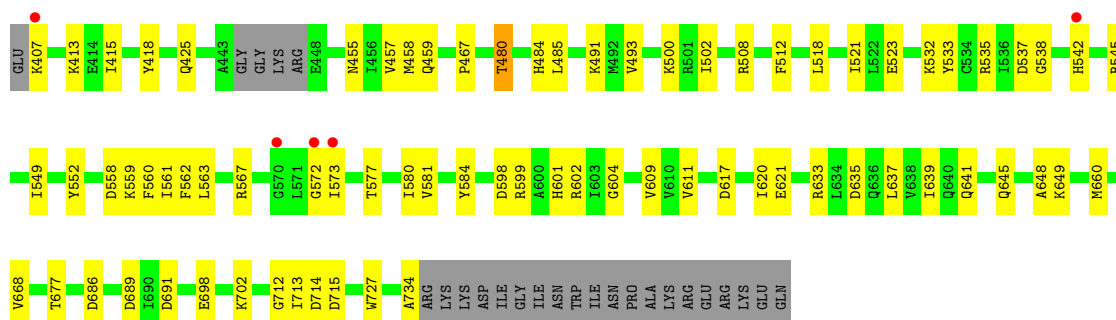 GLU K407 K413 E414 I415 Y418 Q425 A443 GLY GLY LYS ARG E448 N455 I456 V457 M458 Q459 P467 T480 H484 L485 K491 M492 V493 K500 R501 I502 R508 F512 L518 I521 L522 E523 K532 Y533 C534 R535 I536 D537 G538 H542
I549 Y552 D558 K559 F560 I561 F562 L563 R567 G570 L571 G572 I573 T577 I580 V581 Y584 D598 R599 A600 H601 R602 I603 G604 V609 V610 V611 D617 I620 E621 R633 L634 D635 Q636 L637 V638 I639 Q640 Q641 Q645 A648 K649 M660
V668 T677 D686 D689 I690 D691 E698 K702 G712 I713 D714 D715 W727 A734 ARG LYS LYS ASP ILE GLY ILE ASN TRP ILE ASN PRO ALA LYS ARG GLU ARG LYS GLU GLN